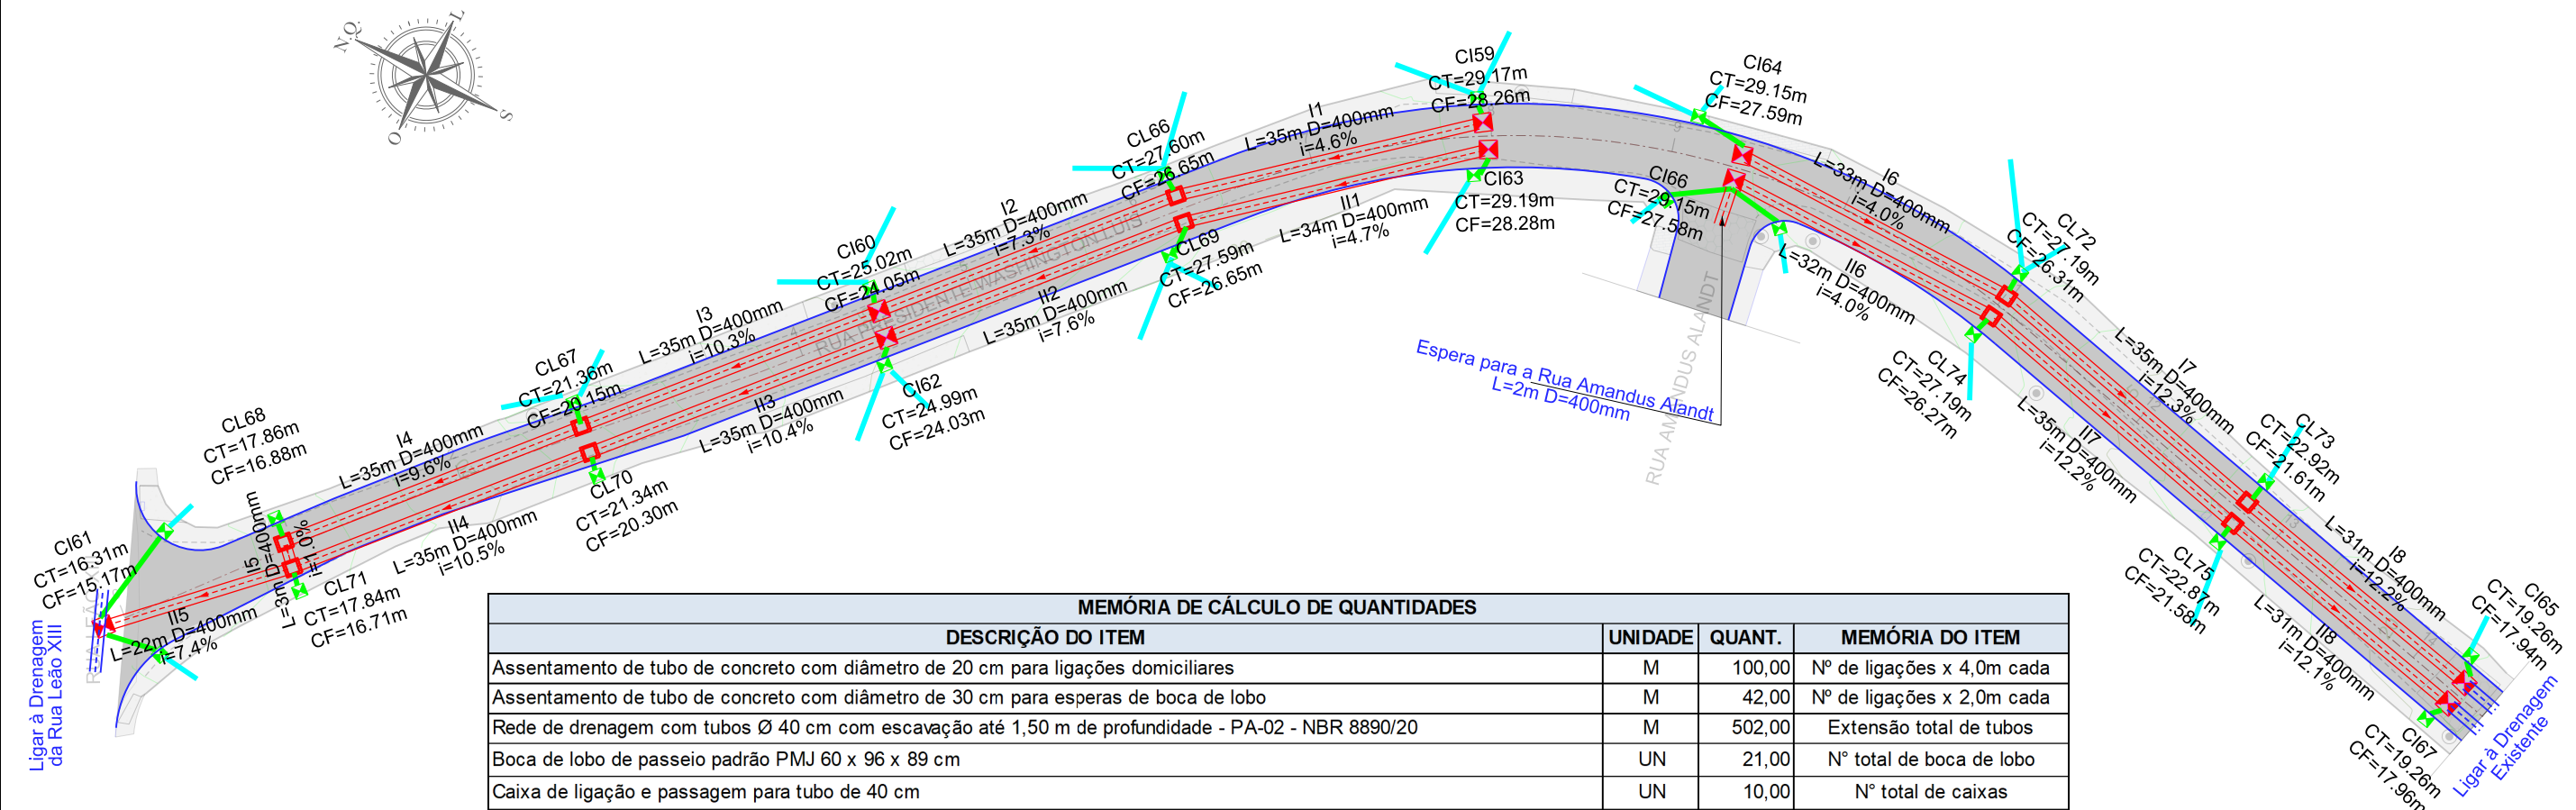 N.O.
L
S
O
CI59
CT=29.17m
CF=28.26m
CI64
CT=29.15m
CF=27.59m
I1
L=35m D=400mm
i=4.6%
CL66
CT=27.60m
CF=26.65m
CI63
CT=29.19m
CF=28.28m
CI66
CT=29.15m
CF=27.58m
I6
L=33m D=400mm
i=4.0%
I2
L=35m D=400mm
i=7.3%
II1
L=34m D=400mm
i=4.7%
CL72
CT=27.19m
CF=26.31m
CI60
CT=25.02m
CF=24.05m
RUA PRESIDENTE WASHINGTON LUIS
CL69
CT=27.59m
CF=26.65m
II6
L=32m D=400mm
i=4.0%
I3
L=35m D=400mm
i=10.3%
II2
L=35m D=400mm
i=7.6%
RUA AMANDUS ALANDT
Espera para a Rua Amandus Alandt
L=2m D=400mm
CL74
CT=27.19m
CF=26.27m
I7
L=35m D=400mm
i=12.3%
CL67
CT=21.36m
CF=20.15m
CI62
CT=24.99m
CF=24.03m
II3
L=35m D=400mm
i=10.4%
II7
L=35m D=400mm
i=12.2%
CL73
CT=22.92m
CF=21.61m
CL68
CT=17.86m
CF=16.88m
I4
L=35m D=400mm
i=9.6%
CL70
CT=21.34m
CF=20.30m
II4
L=35m D=400mm
i=10.5%
I5
L=3m D=400mm
i=1.0%
CL71
CT=17.84m
CF=16.71m
CI61
CT=16.31m
CF=15.17m
II5
L=22m D=400mm
i=7.4%
Ligar à Drenagem
da Rua Leão XIII
CL75
CT=22.87m
CF=21.58m
I8
L=31m D=400mm
i=12.2%
II8
L=31m D=400mm
i=12.1%
CI65
CT=19.26m
CF=17.94m
CI67
CT=19.26m
CF=17.96m
Ligar à Drenagem
Existente
MEMÓRIA DE CÁLCULO DE QUANTIDADES
DESCRIÇÃO DO ITEM UNIDADE QUANT. MEMÓRIA DO ITEM
Assentamento de tubo de concreto com diâmetro de 20 cm para ligações domiciliares M 100,00 Nº de ligações x 4,0m cada
Assentamento de tubo de concreto com diâmetro de 30 cm para esperas de boca de lobo M 42,00 Nº de ligações x 2,0m cada
Rede de drenagem com tubos Ø 40 cm com escavação até 1,50 m de profundidade - PA-02 - NBR 8890/20 M 502,00 Extensão total de tubos
Boca de lobo de passeio padrão PMJ 60 x 96 x 89 cm UN 21,00 N° total de boca de lobo
Caixa de ligação e passagem para tubo de 40 cm UN 10,00 N° total de caixas